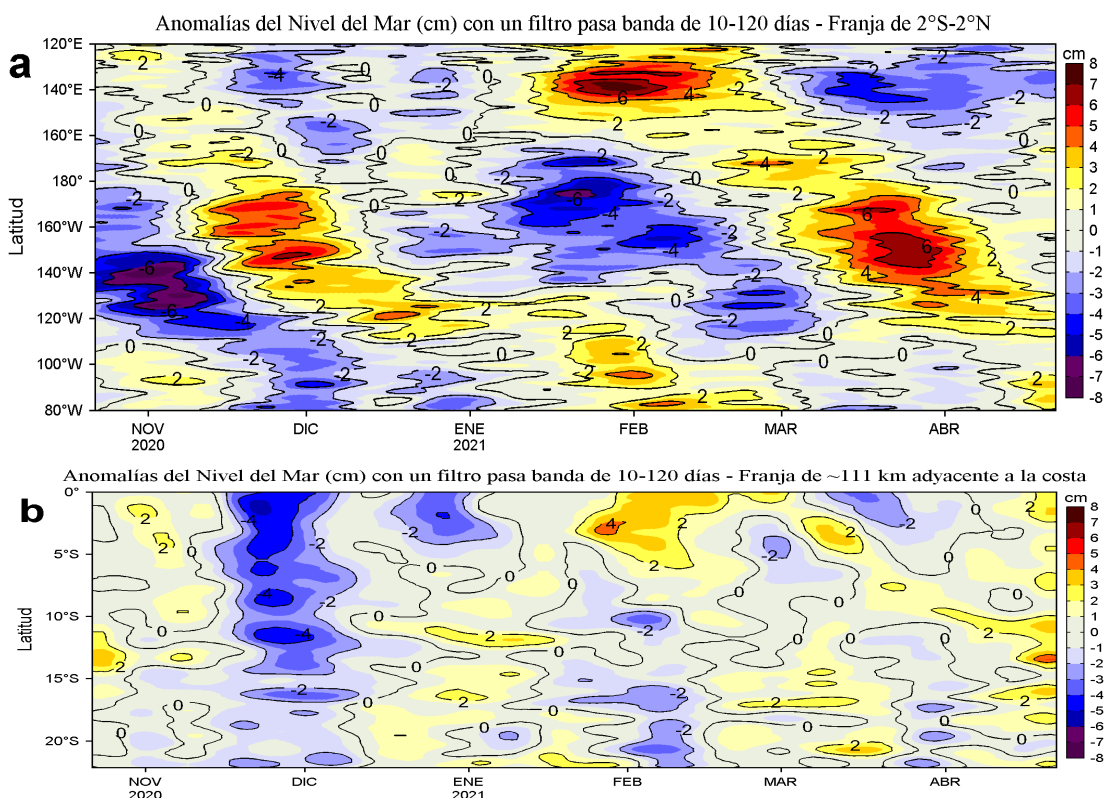 Anomalías del Nivel del Mar (cm) con un filtro pasa banda de 10-120 días - Franja de 2°S-2°N
a
cm
Latitud
120°E
140°E
160°E
180°
160°W
140°W
120°W
100°W
80°W
8
7
6
5
4
3
2
1
0
-1
-2
-3
-4
-5
-6
-7
-8
NOV DIC ENE FEB MAR ABR
2020 2021
Anomalías del Nivel del Mar (cm) con un filtro pasa banda de 10-120 días - Franja de ~111 km adyacente a la costa
b
cm
Latitud
0°
5°S
10°S
15°S
20°S
8
7
6
5
4
3
2
1
0
-1
-2
-3
-4
-5
-6
-7
-8
NOV DIC ENE FEB MAR ABR
2020 2021